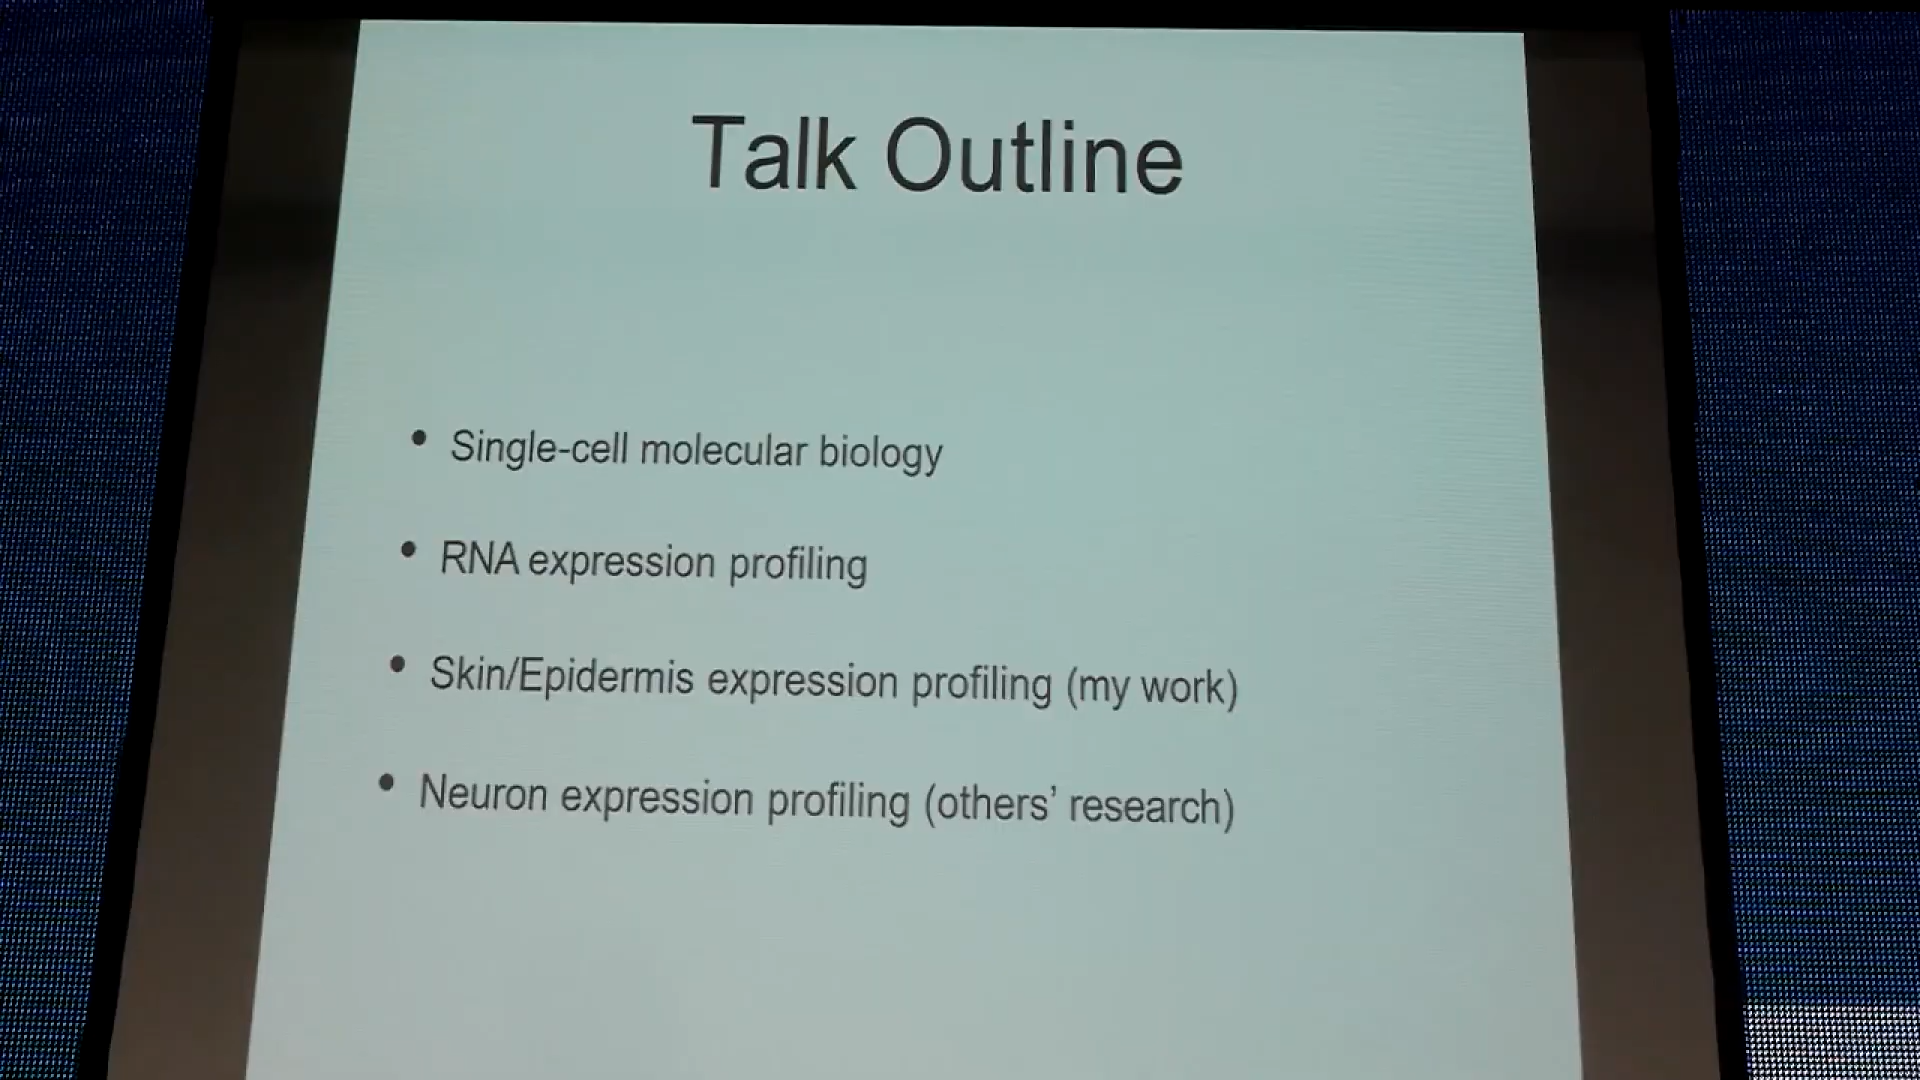 Talk Outline
• Single-cell molecular biology
• RNA expression profiling
• Skin/Epidermis expression profiling (my work)
• Neuron expression profiling (others’ research)